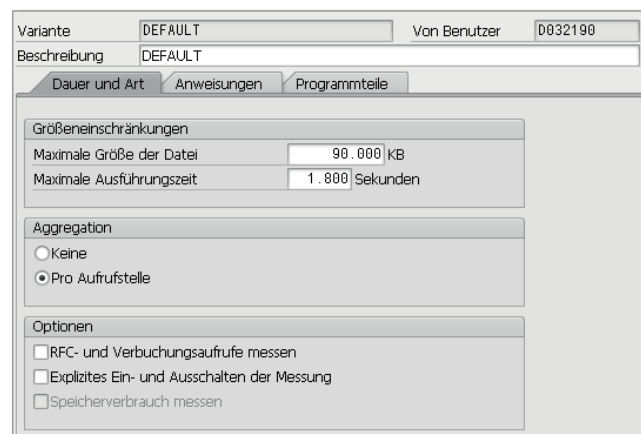 Variante DEFAULT Von Benutzer D032190
Beschreibung DEFAULT
Dauer und Art Anweisungen Programmteile
Größeneinschränkungen
Maximale Größe der Datei 90.000 KB
Maximale Ausführungszeit 1.800 Sekunden
Aggregation
Keine
Pro Aufrufstelle
Optionen
RFC- und Verbuchungsaufrufe messen
Explizites Ein- und Ausschalten der Messung
Speicherverbrauch messen